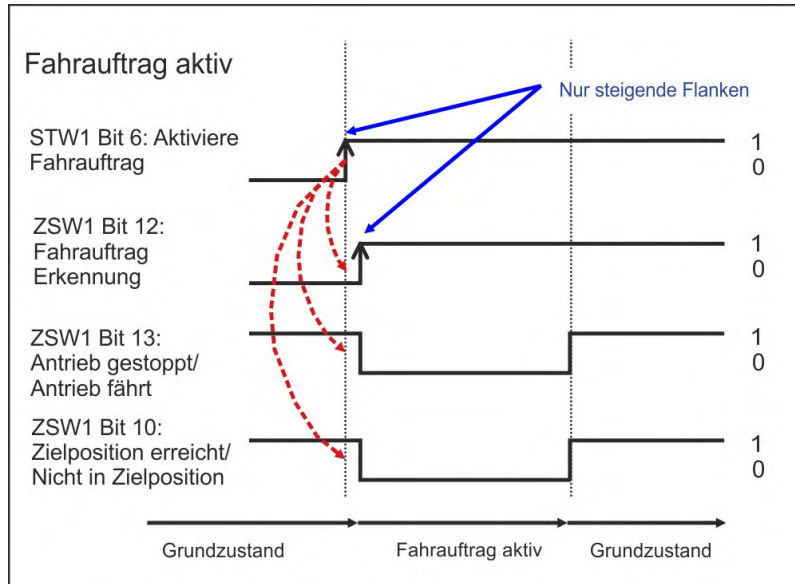 Fahrauftrag aktiv
Nur steigende Flanken
STW1 Bit 6: Aktiviere
Fahrauftrag
1
0
ZSW1 Bit 12:
Fahrauftrag
Erkennung
1
0
ZSW1 Bit 13:
Antrieb gestoppt/
Antrieb fährt
1
0
ZSW1 Bit 10:
Zielposition erreicht/
Nicht in Zielposition
1
0
Grundzustand
Fahrauftrag aktiv
Grundzustand